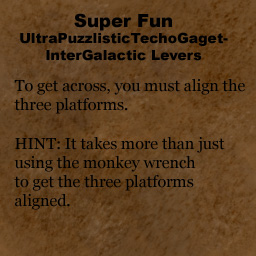 Super Fun
UltraPuzzlisticTechoGaget-
InterGalactic Levers
To get across, you must align the
three platforms.
HINT: It takes more than just
using the monkey wrench
to get the three platforms
aligned.